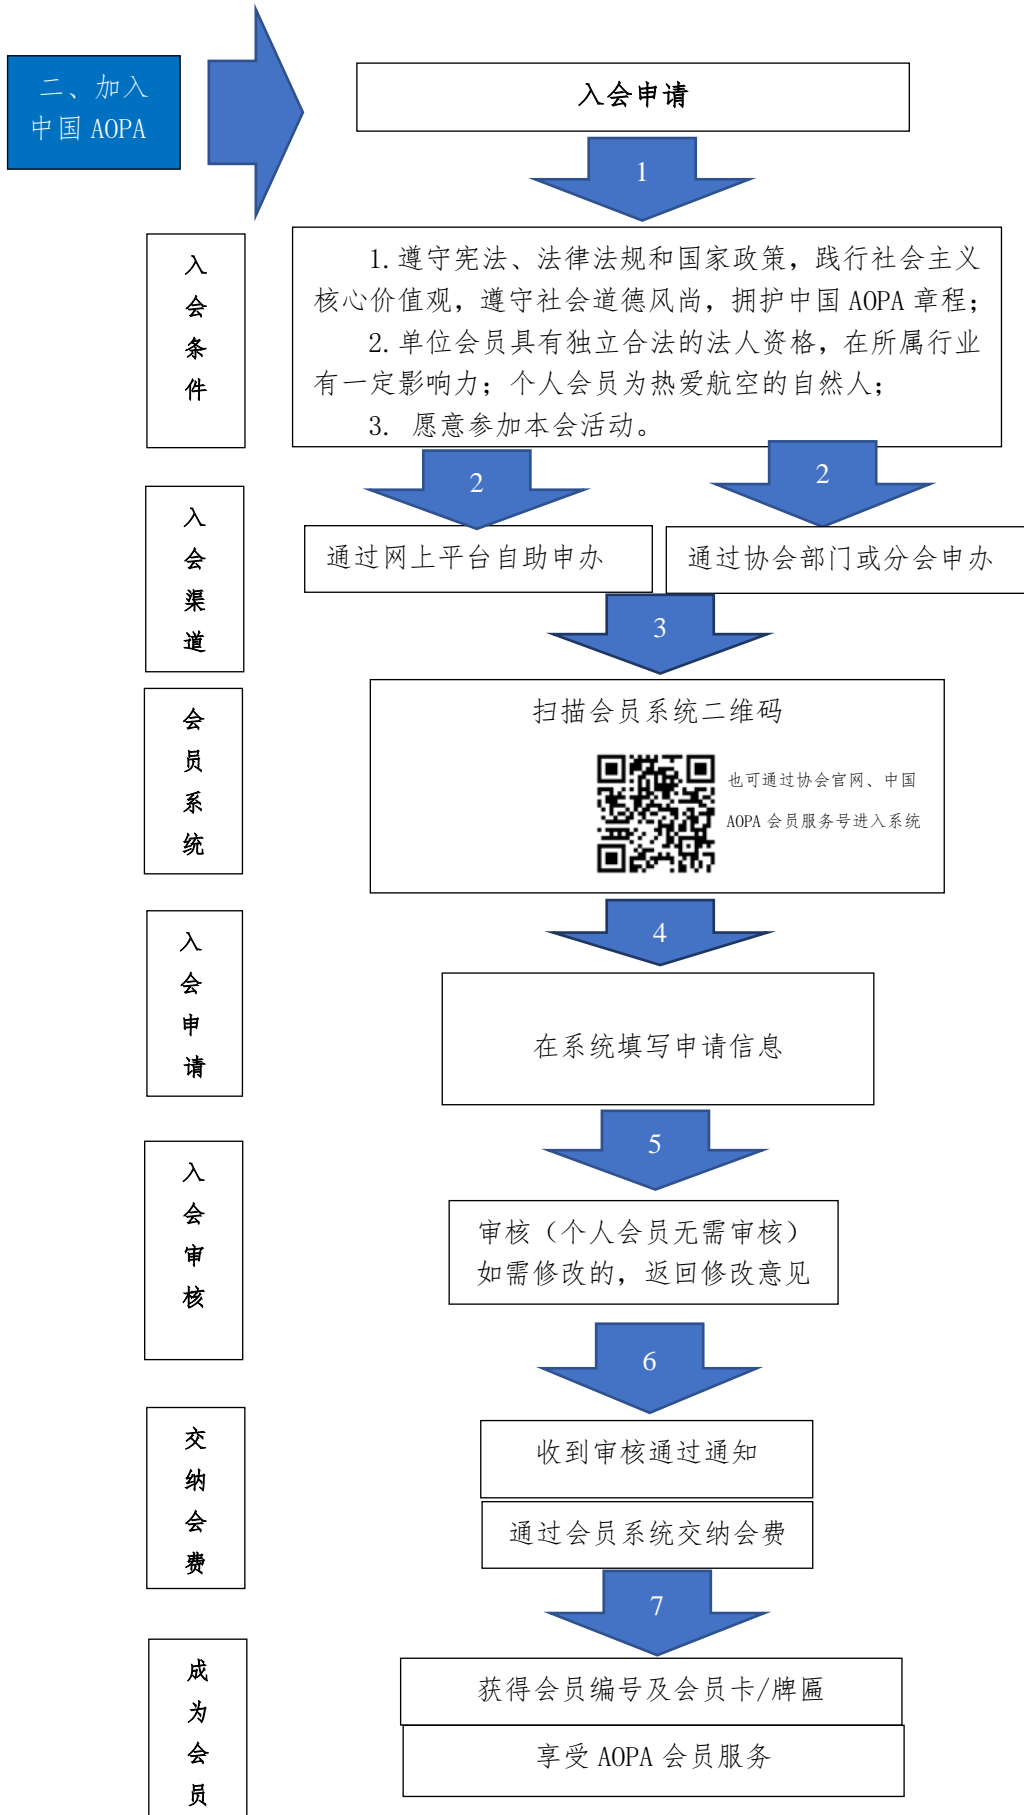 二、加入
中国 AOPA
入会申请
1
入会条件
1.遵守宪法、法律法规和国家政策，践行社会主义
核心价值观，遵守社会道德风尚，拥护中国 AOPA 章程；
2.单位会员具有独立合法的法人资格，在所属行业
有一定影响力；个人会员为热爱航空的自然人；
3. 愿意参加本会活动。
2
2
入会渠道
通过网上平台自助申办
通过协会部门或分会申办
3
会员系统
扫描会员系统二维码
也可通过协会官网、中国
AOPA 会员服务号进入系统
4
入会申请
在系统填写申请信息
5
入会审核
审核（个人会员无需审核）
如需修改的，返回修改意见
6
交纳会费
收到审核通过通知
通过会员系统交纳会费
7
成为会员
获得会员编号及会员卡/牌匾
享受 AOPA 会员服务